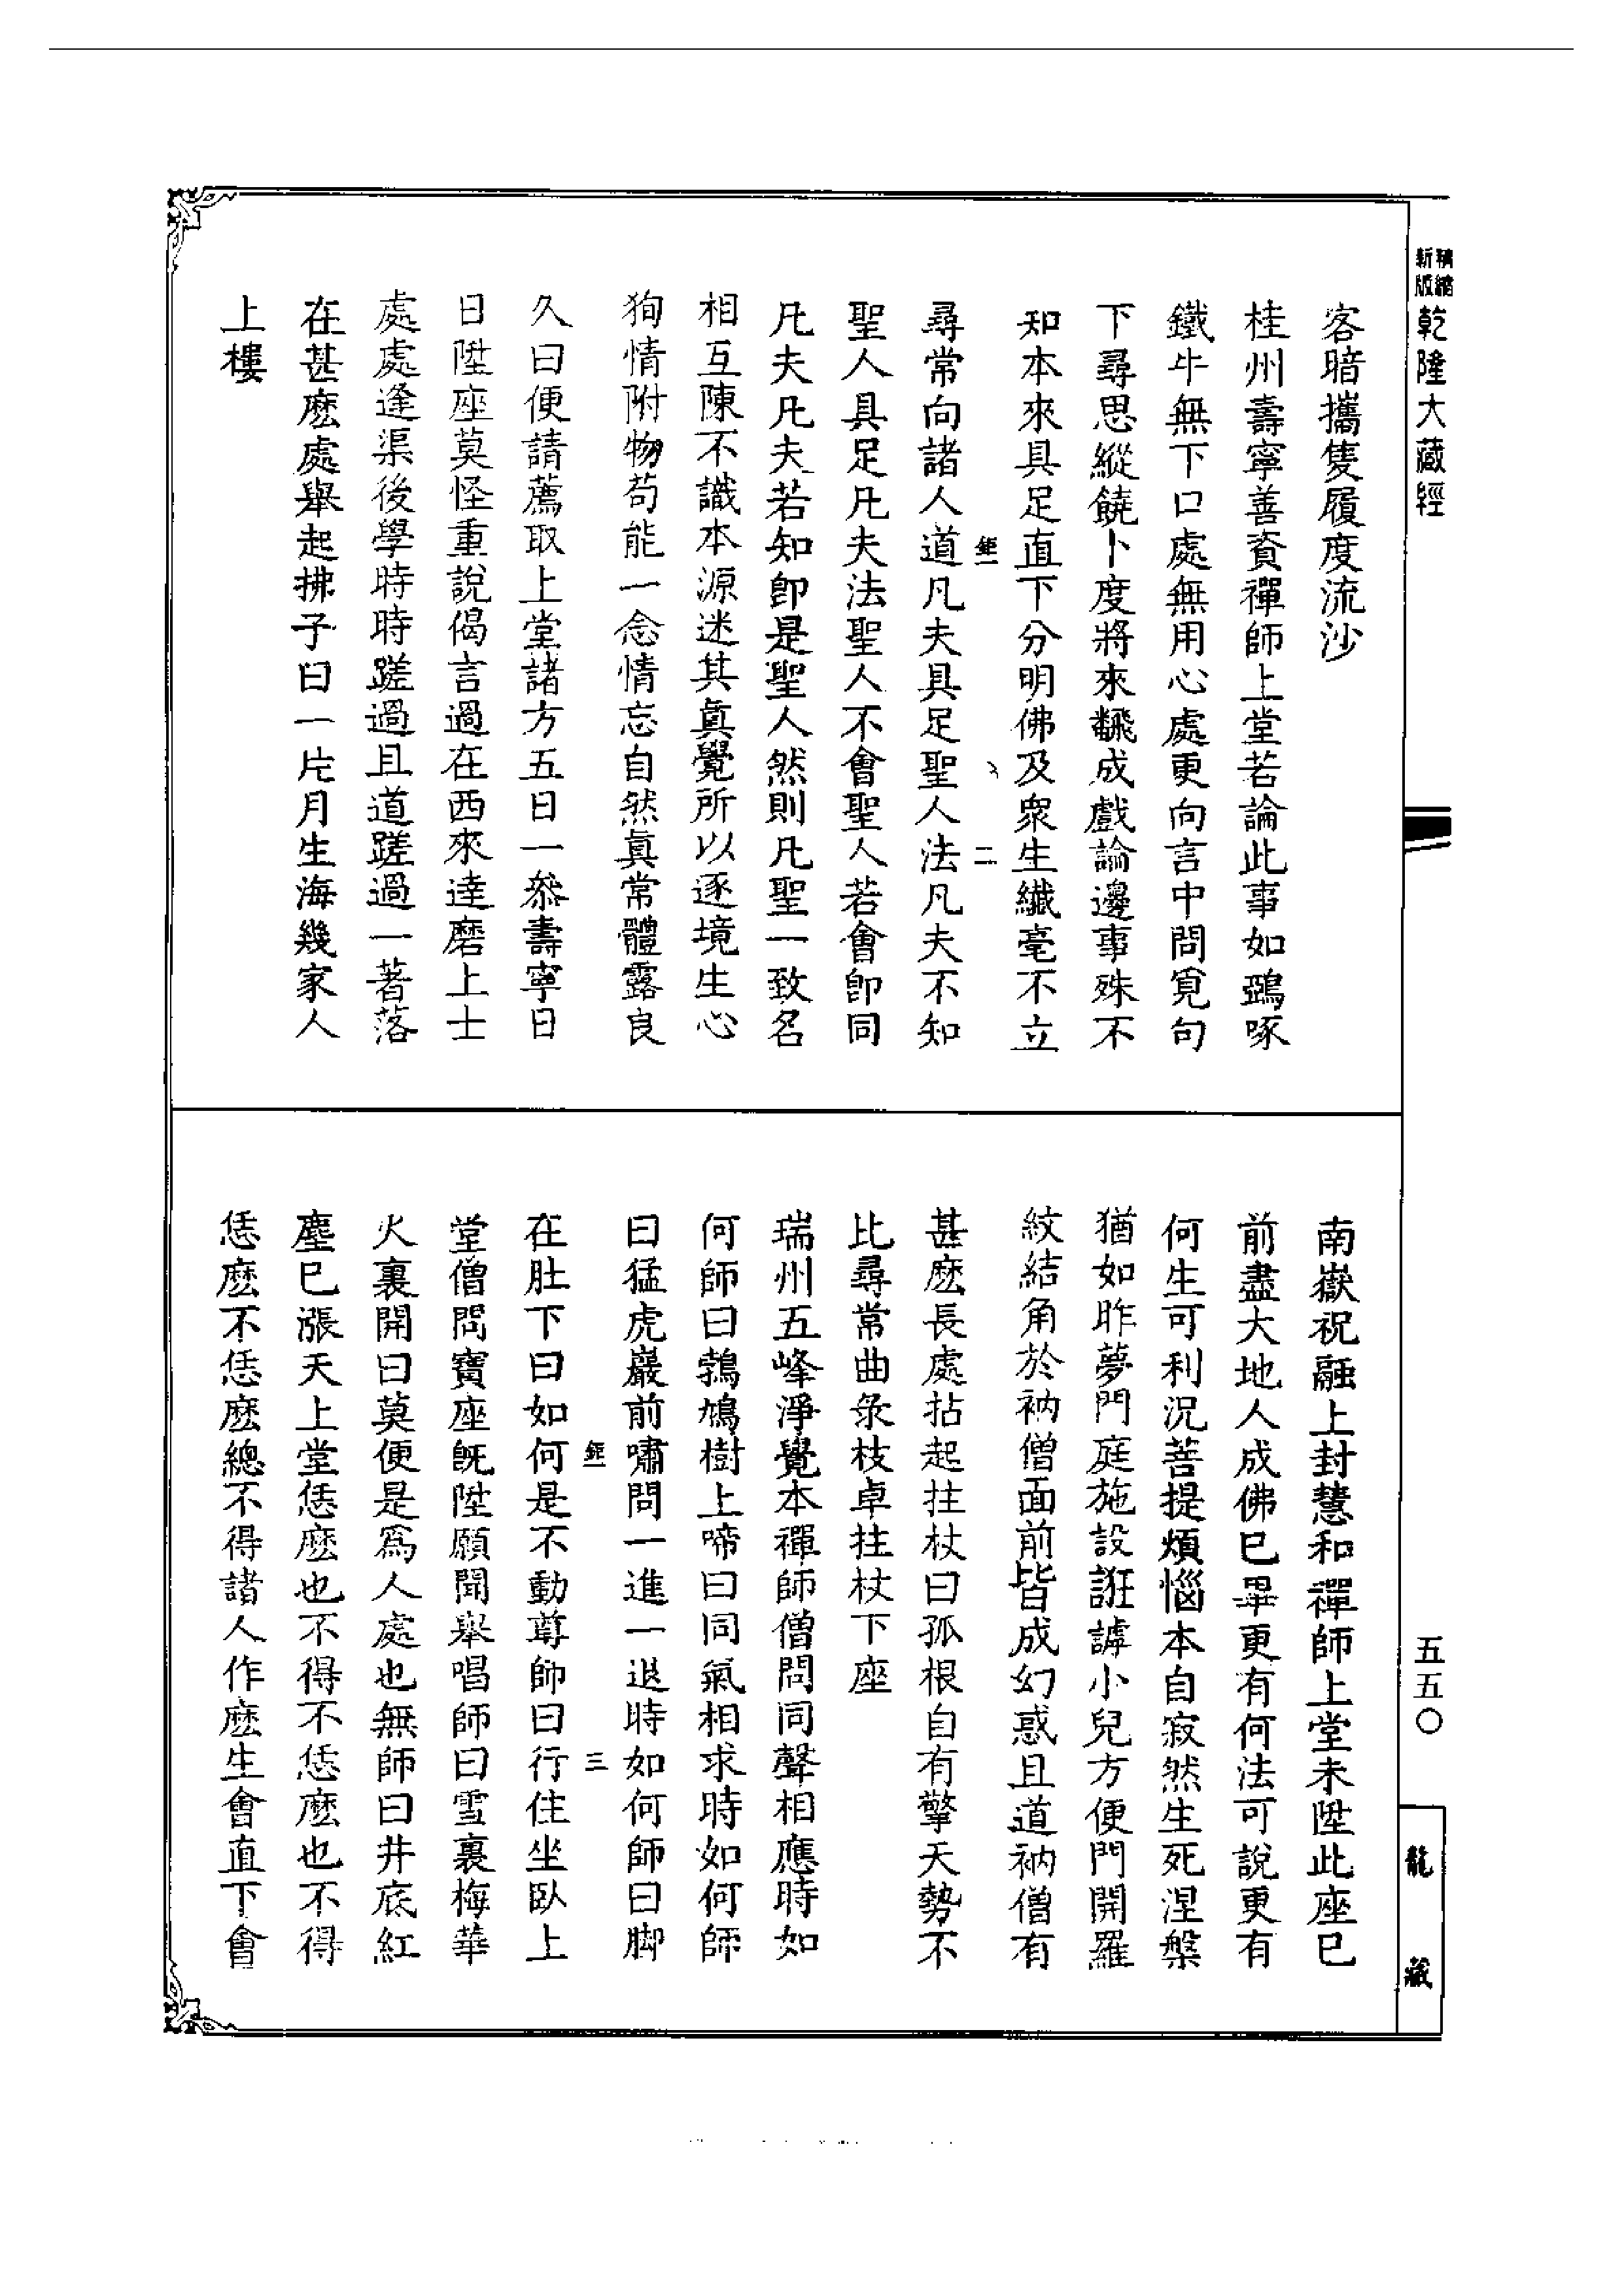 精縮新版乾隆大藏經
客暗攜隻履度流沙
桂州壽寧善資禪師上堂若論此事如鵶啄
鐵牛無下口處無用心處更向言中問覓句
下尋思縱饒卜度將來飜成戲論邊事殊不
知本來具足直下分明佛及衆生纖毫不立
鉅一 二
尋常向諸人道凡夫具足聖人法凡夫不知
聖人具足凡夫法聖人不會聖人若會卽同
凡夫凡夫若知卽是聖人然則凡聖一致名
相互陳不識本源迷其眞覺所以逐境生心
狥情附物苟能一念情忘自然眞常體露良
久曰便請薦取上堂諸方五日一叅壽寧日
日陞座莫怪重說偈言過在西來達磨上士
處處逢渠後學時時蹉過且道蹉過一著落
在甚麽處舉起拂子曰一片月生海幾家人
上樓
南嶽祝融上封慧和禪師上堂未陞此座已
前盡大地人成佛已畢更有何法可說更有
何生可利況菩提煩惱本自寂然生死涅槃
猶如昨夢門庭施設誑謼小兒方便門開羅
紋結角於衲僧面前皆成幻惑且道衲僧有
甚麽長處拈起拄杖曰孤根自有擎天勢不
比尋常曲彔枝卓拄杖下座
瑞州五峰淨覺本禪師僧問同聲相應時如
何師曰鵓鳩樹上啼曰同氣相求時如何師
曰猛虎巖前嘯問一進一退時如何師曰脚
鉅一 三
在肚下曰如何是不動尊師曰行住坐臥上
堂僧問寶座旣陞願聞舉唱師曰雪裏梅華
火裏開曰莫便是爲人處也無師曰井底紅
塵已漲天上堂恁麽也不得不恁麽也不得
恁麽不恁麽總不得諸人作麽生會直下會
五五〇
龍藏